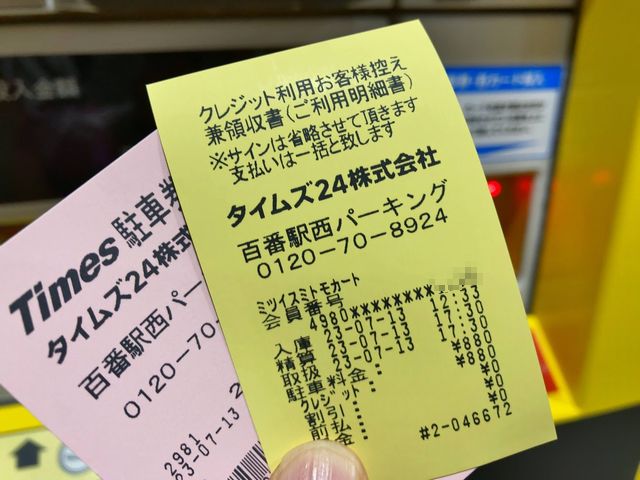 クレジット利用お客様控え
兼領収書(ご利用明細書)
※サインは省略させて頂きます
支払いは一括と致します
タイムズ24株式会社
百番駅西パーキング
0120-70-8924
ミツイスミトモカード
会員番号
4980********
入庫 23-07-13 12:33
精算 23-07-13 17:30
取扱 23-07-13 17:30
駐車料金: ¥880
クレジット: ¥880
割引: ¥0
前払: ¥0
金 ¥0
#2-046672
Times 駐車券
タイムズ24株式
百番駅西パーキ
0120-70
2981
23-07-13